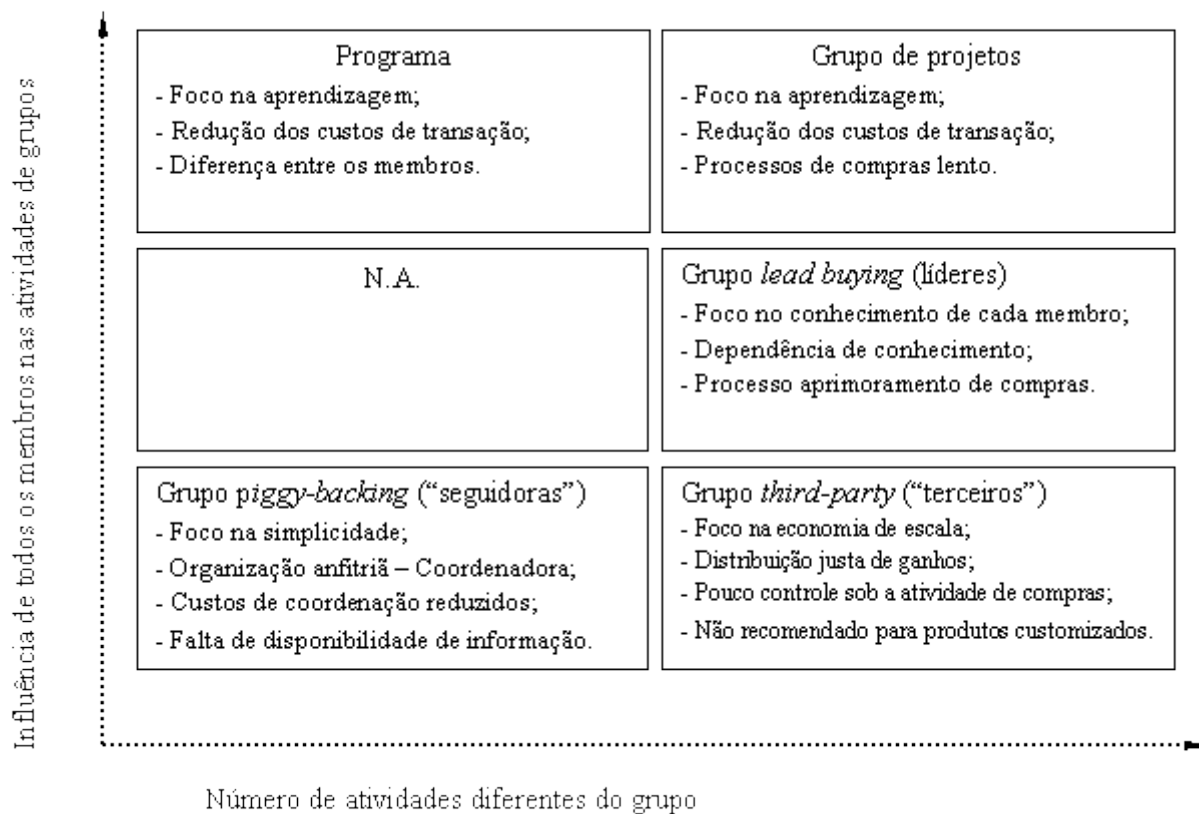 Influência de todos os membros nas atividades de grupos
Programa
- Foco na aprendizagem;
- Redução dos custos de transação;
- Diferença entre os membros.
Grupo de projetos
- Foco na aprendizagem;
- Redução dos custos de transação;
- Processos de compras lento.
N.A.
Grupo lead buying (líderes)
- Foco no conhecimento de cada membro;
- Dependência de conhecimento;
- Processo aprimoramento de compras.
Grupo piggy-backing (“seguidoras”)
- Foco na simplicidade;
- Organização anfitriã – Coordenadora;
- Custos de coordenação reduzidos;
- Falta de disponibilidade de informação.
Grupo third-party (“terceiros”)
- Foco na economia de escala;
- Distribuição justa de ganhos;
- Pouco controle sob a atividade de compras;
- Não recomendado para produtos customizados.
Número de atividades diferentes do grupo